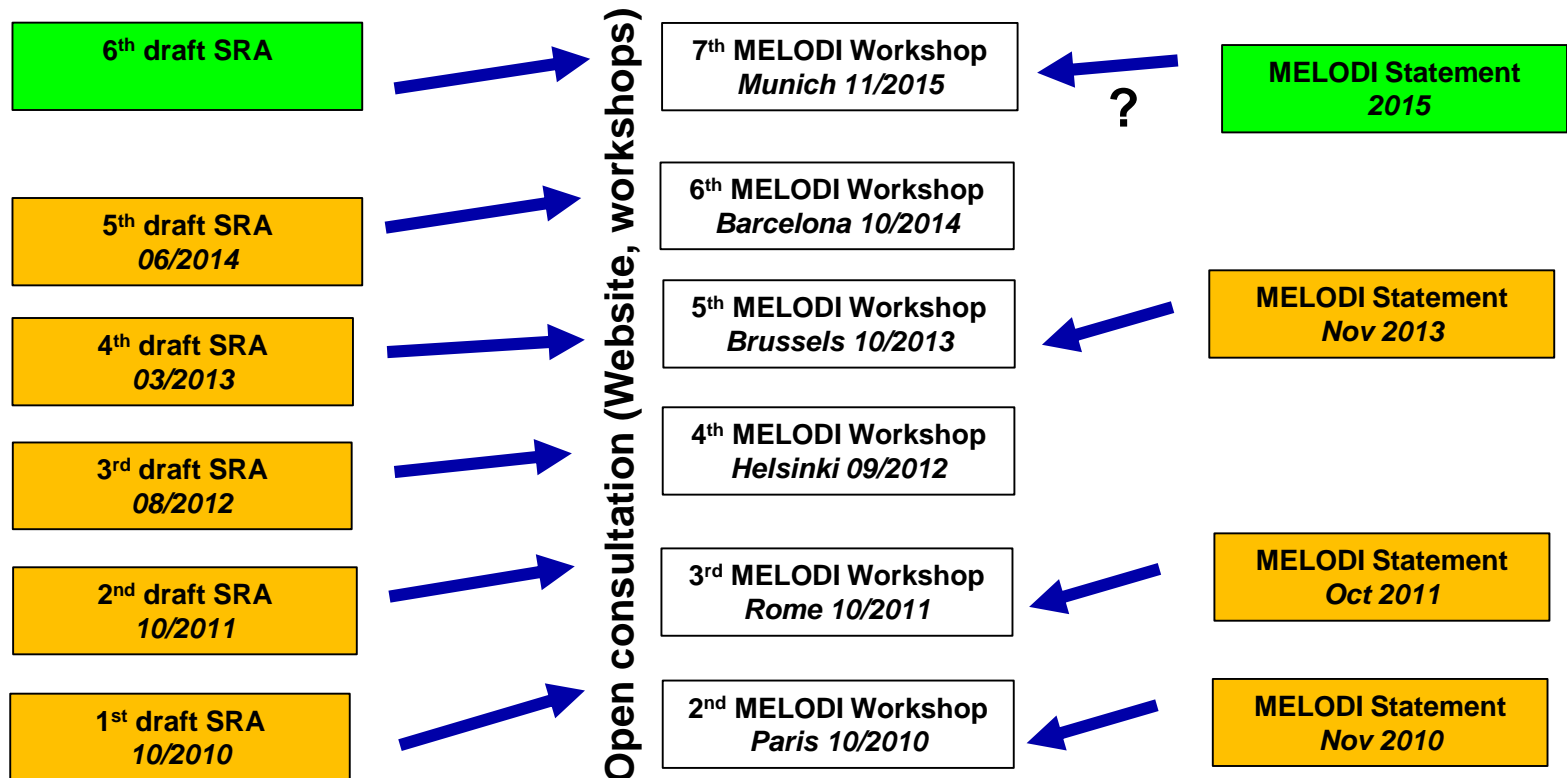 6th draft SRA
5th draft SRA
06/2014
4th draft SRA
03/2013
3rd draft SRA
08/2012
2nd draft SRA
10/2011
1st draft SRA
10/2010
Open consultation (Website, workshops)
7th MELODI Workshop
Munich 11/2015
6th MELODI Workshop
Barcelona 10/2014
5th MELODI Workshop
Brussels 10/2013
4th MELODI Workshop
Helsinki 09/2012
3rd MELODI Workshop
Rome 10/2011
2nd MELODI Workshop
Paris 10/2010
?
MELODI Statement
2015
MELODI Statement
Nov 2013
MELODI Statement
Oct 2011
MELODI Statement
Nov 2010